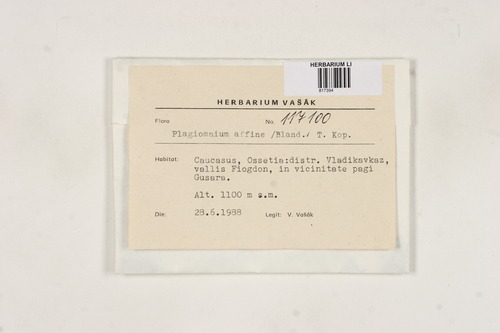 HERBARIUM LI
817394
HERBARIUM VAŠÁK
Flora No. 117100
Plagiomnium affine /Bland./ T. Kop.
Habitat: Caucasus, Ossetia:distr. Vladikavkaz,
vallis Fiogdon, in vicinitate pagi
Gusara.
Alt. 1100 m s.m.
Die: 28.6.1988 Legit: V. Vašák